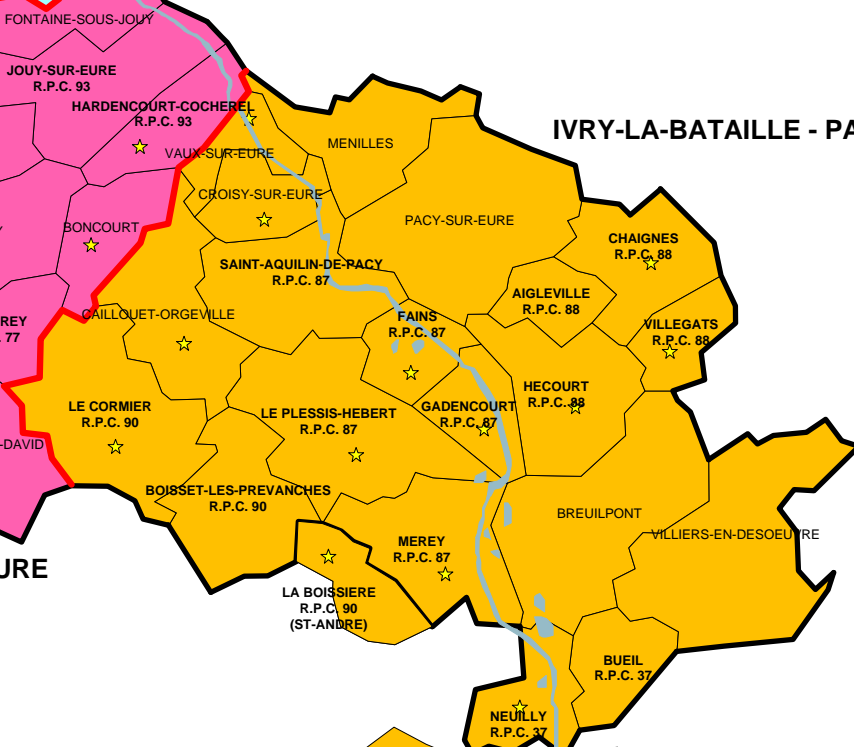 FONTAINE-SOUS-JOUY
JOUY-SUR-EURE
R.P.C. 93
HARDENCOURT-COCHEREL
R.P.C. 93
IVRY-LA-BATAILLE - PA
MENILLES
VAUX-SUR-EURE
CROISY-SUR-EURE
PACY-SUR-EURE
BONCOURT
CHAIGNES
R.P.C. 88
SAINT-AQUILIN-DE-PACY
R.P.C. 87
AIGLEVILLE
R.P.C. 88
CAILLOUET-ORGEVILLE
FAINS
R.P.C. 87
VILLEGATS
R.P.C. 88
REY
77
HECOURT
R.P.C. 88
LE CORMIER
R.P.C. 90
LE PLESSIS-HEBERT
R.P.C. 87
GADENCOURT
R.P.C. 87
-DAVID
BOISSET-LES-PREVANCHES
R.P.C. 90
BREUILPONT
VILLIERS-EN-DESOEUVRE
MEREY
R.P.C. 87
URE
LA BOISSIERE
R.P.C. 90
(ST-ANDRE)
BUEIL
R.P.C. 37
NEUILLY
R.P.C. 37